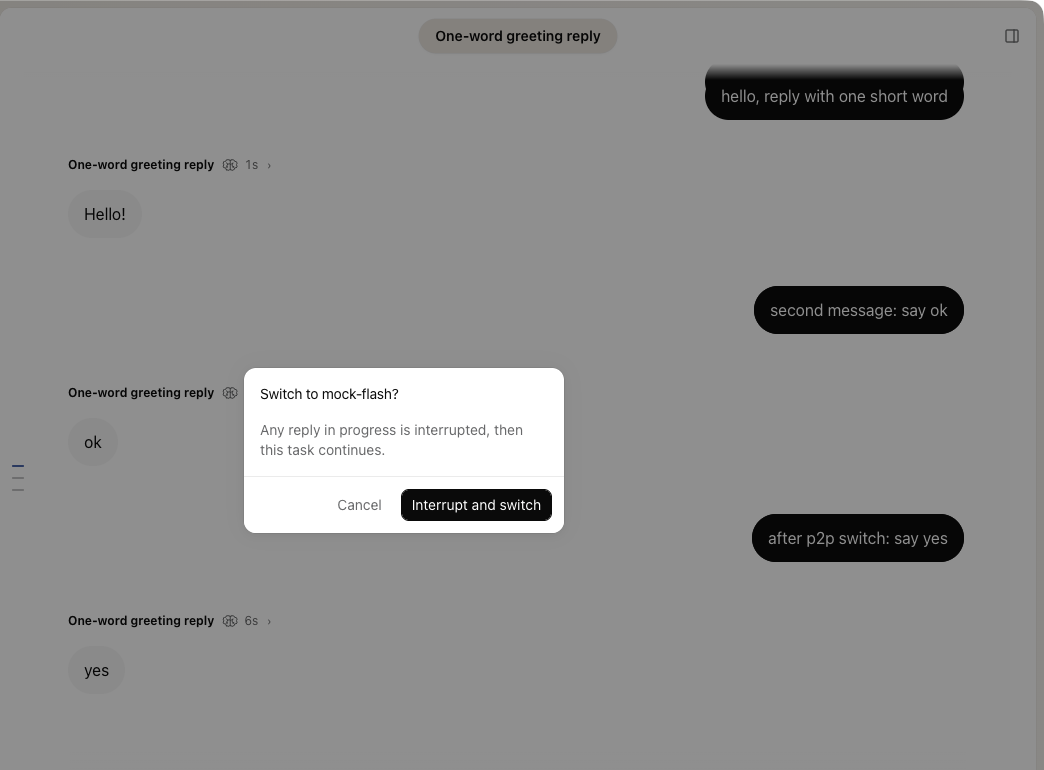 One-word greeting reply
hello, reply with one short word
One-word greeting reply 1s ›
Hello!
second message: say ok
One-word greeting reply
Switch to mock-flash?
Any reply in progress is interrupted, then
this task continues.
ok
Cancel Interrupt and switch
after p2p switch: say yes
One-word greeting reply 6s ›
yes